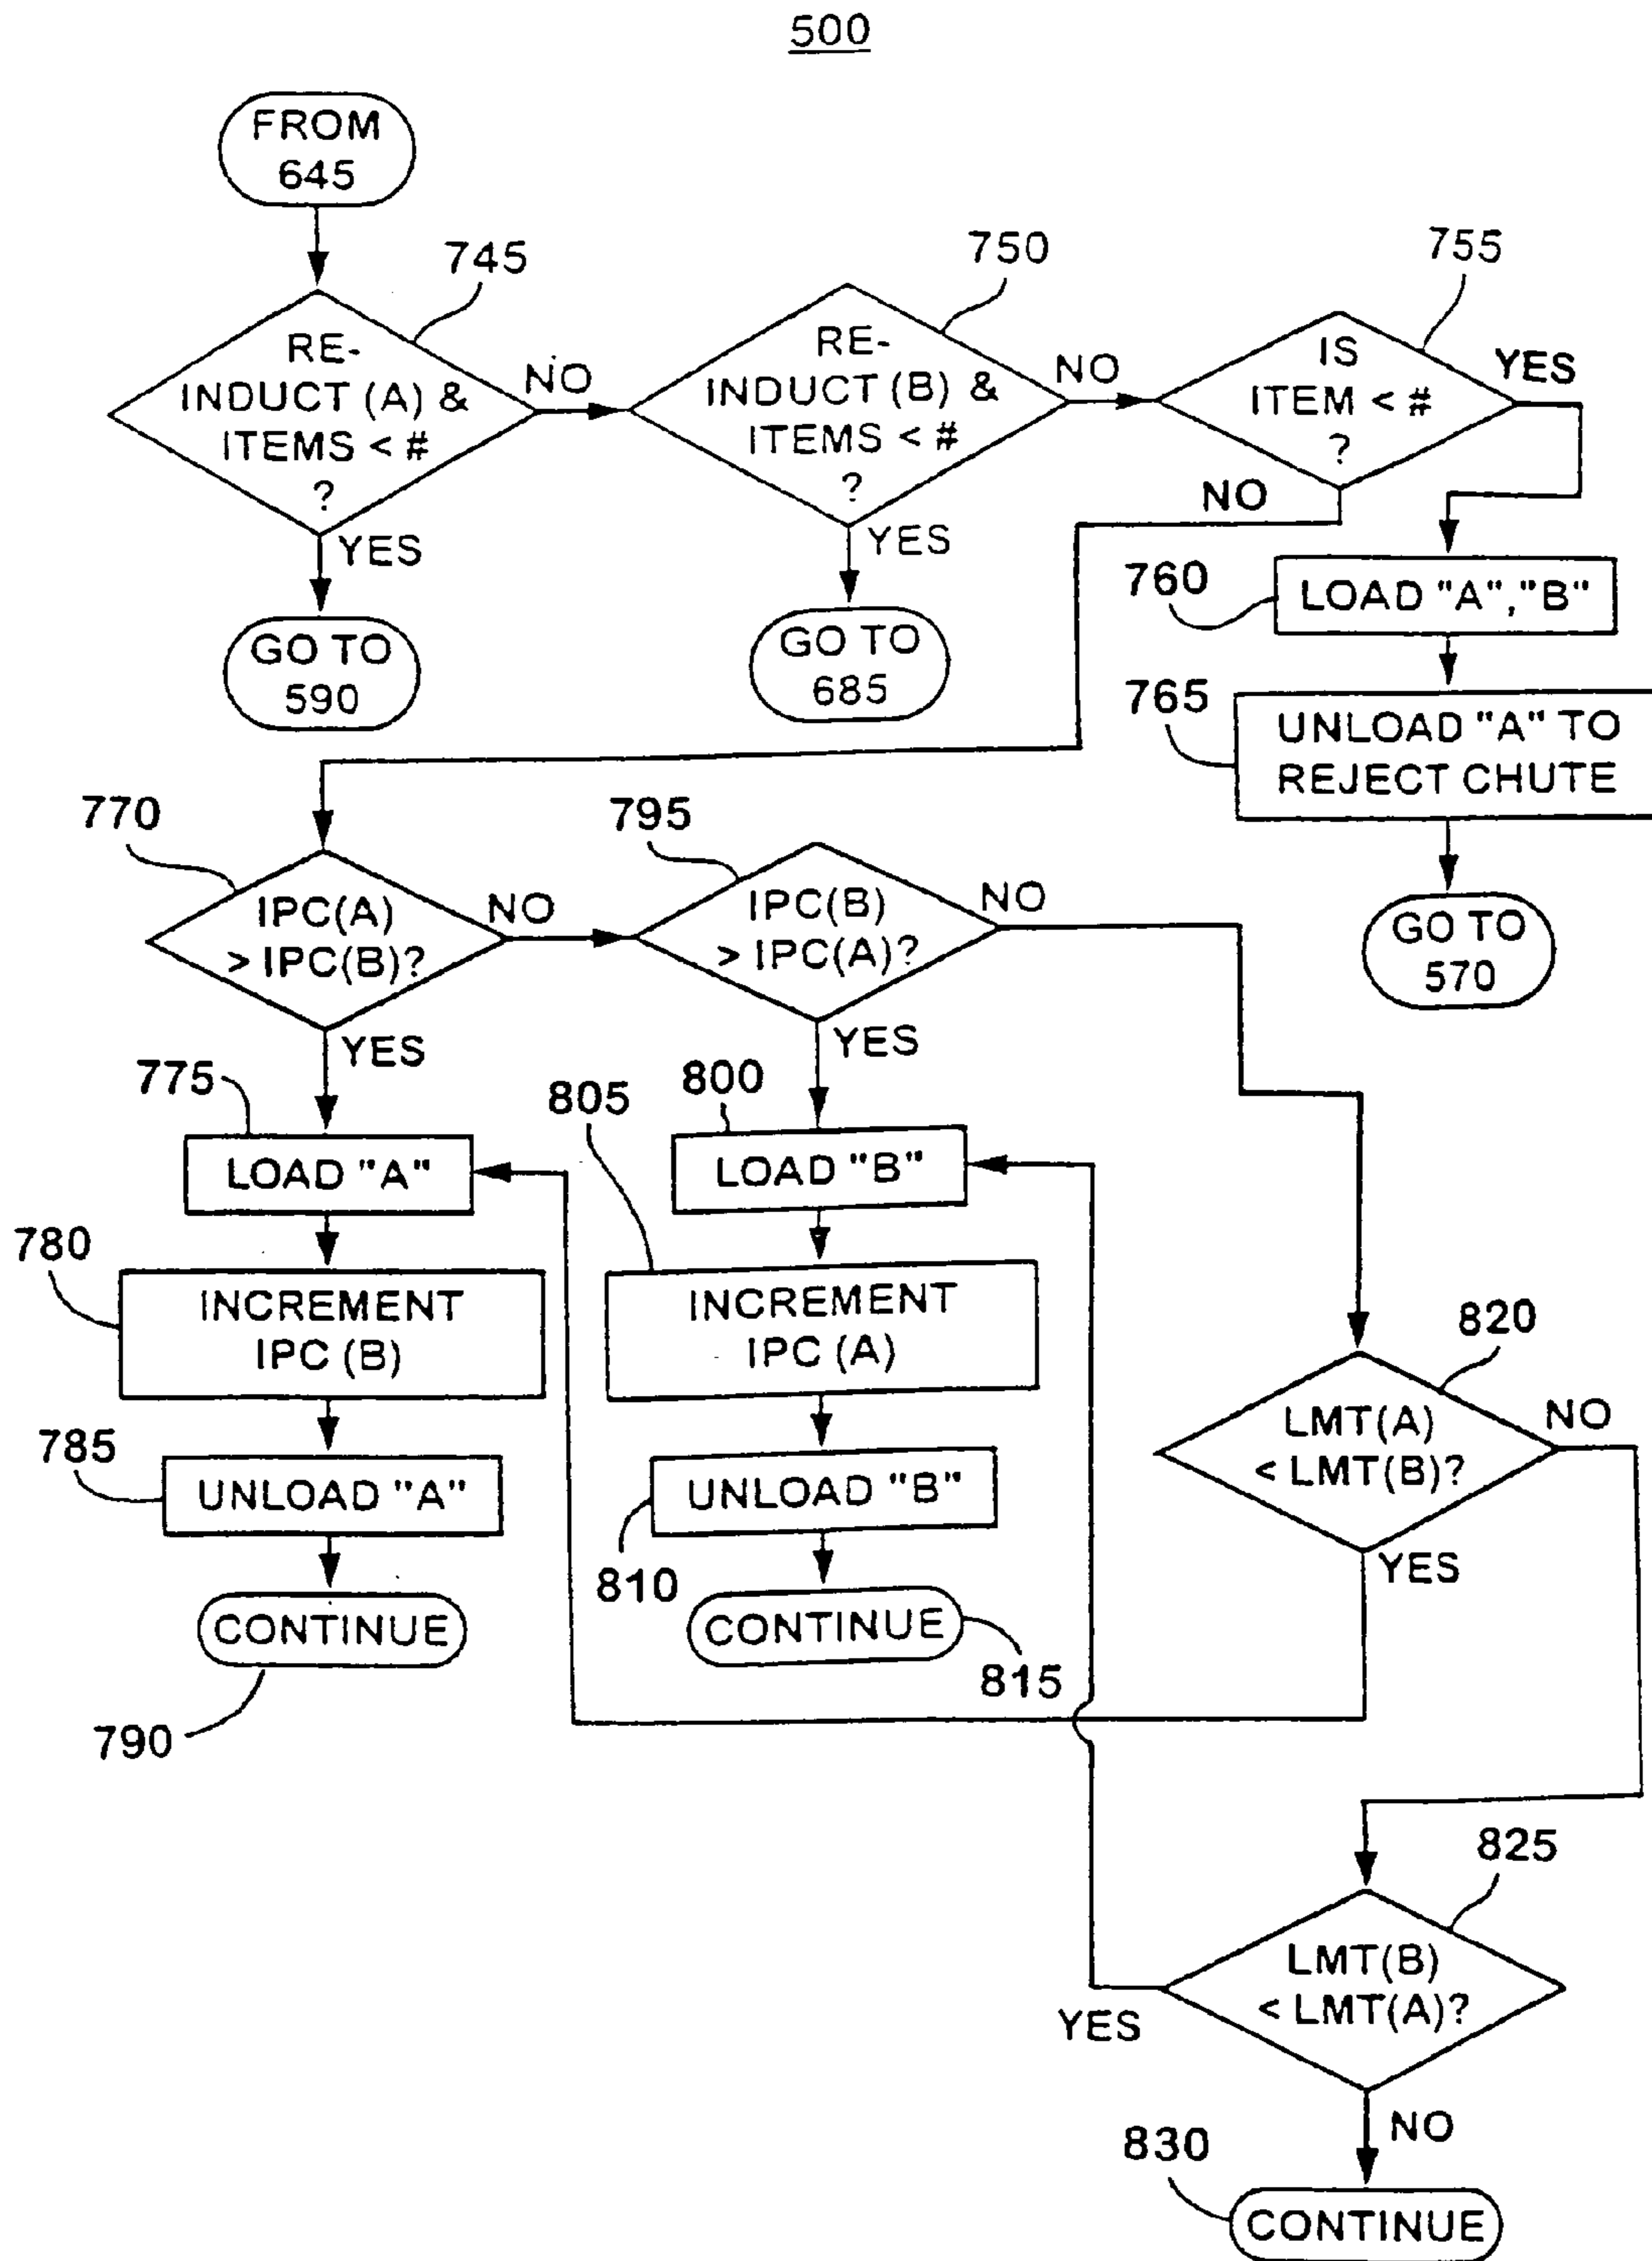 500
FROM
645
745
750
755
RE-
INDUCT (A) &
ITEMS < #
?
NO
RE-
INDUCT (B) &
ITEMS < #
?
NO
IS
ITEM < #
?
YES
NO
YES
YES
GO TO
590
GO TO
685
760
LOAD "A","B"
765
UNLOAD "A" TO
REJECT CHUTE
GO TO
570
770
795
IPC(A)
> IPC(B)?
NO
IPC(B)
> IPC(A)?
NO
YES
YES
775
LOAD "A"
805
800
LOAD "B"
780
INCREMENT
IPC (B)
INCREMENT
IPC (A)
820
LMT(A)
< LMT(B)?
NO
YES
785
UNLOAD "A"
UNLOAD "B"
810
CONTINUE
CONTINUE
815
790
825
LMT(B)
< LMT(A)?
YES
NO
830
CONTINUE